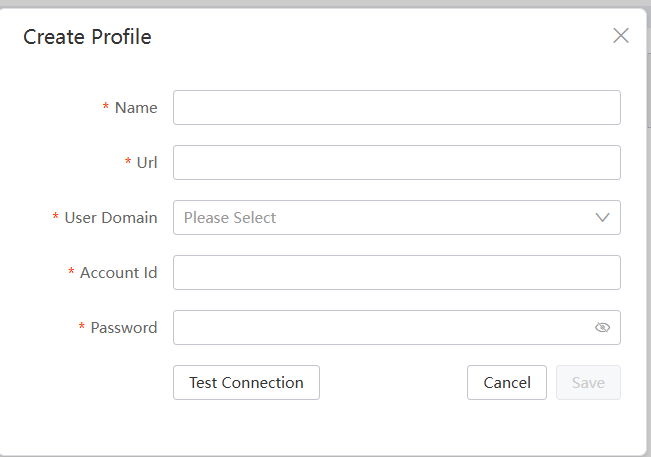 Create Profile
* Name
* Url
* User Domain Please Select
* Account Id
* Password
Test Connection Cancel Save